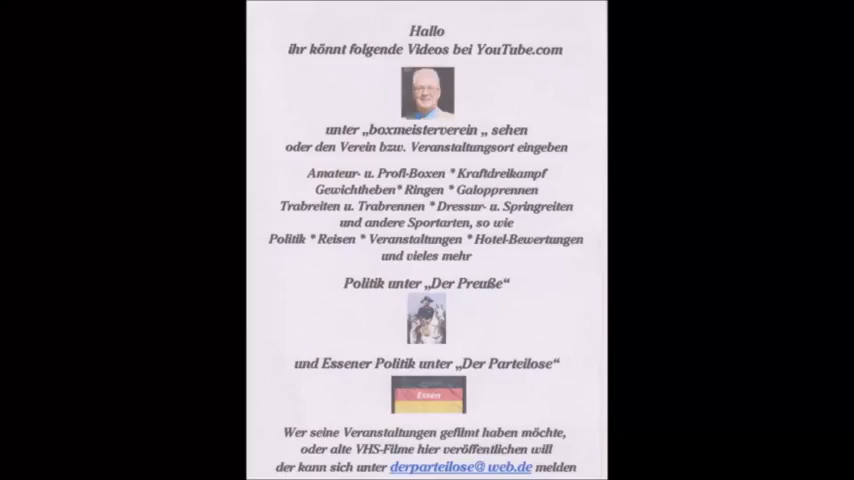 Hallo
ihr könnt folgende Videos bei YouTube.com
unter „boxmeisterverein „ sehen
oder den Verein bzw. Veranstaltungsort eingeben
Amateur- u. Profi-Boxen * Kraftdreikampf
Gewichtheben* Ringen * Galopprennen
Trabreiten u. Trabrennen * Dressur- u. Springreiten
und andere Sportarten, so wie
Politik * Reisen * Veranstaltungen * Hotel-Bewertungen
und vieles mehr
Politik unter „Der Preuße“
und Essener Politik unter „Der Parteilose“
Essen
Wer seine Veranstaltungen gefilmt haben möchte,
oder alte VHS-Filme hier veröffentlichen will
der kann sich unter derparteilose@web.de melden